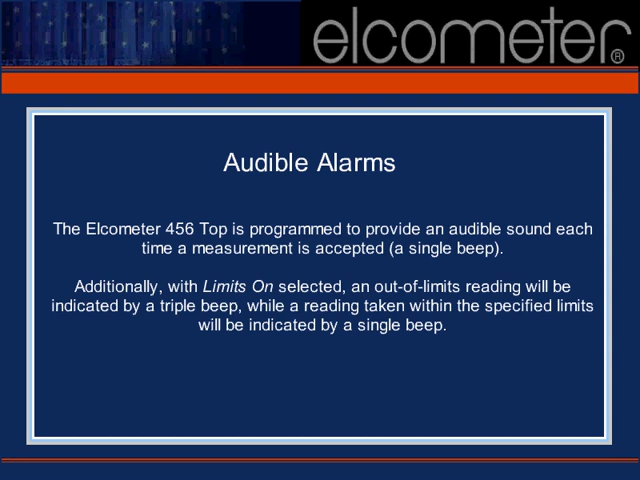 elcometer®
Audible Alarms
The Elcometer 456 Top is programmed to provide an audible sound each
time a measurement is accepted (a single beep).
Additionally, with Limits On selected, an out-of-limits reading will be
indicated by a triple beep, while a reading taken within the specified limits
will be indicated by a single beep.